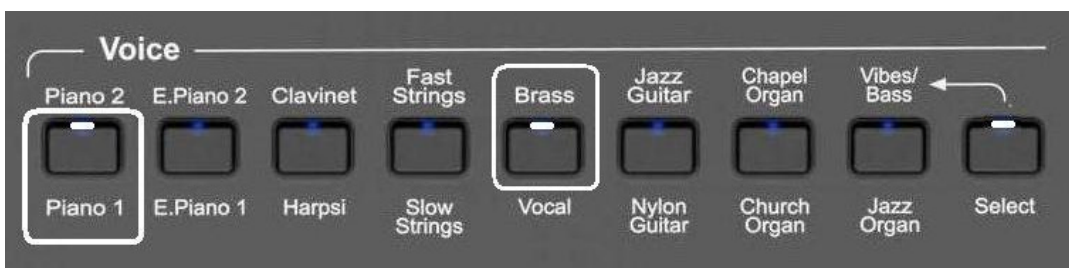 Voice
Piano 2 E.Piano 2 Clavinet Fast Strings Brass Jazz Guitar Chapel Organ Vibes/ Bass
Piano 1 E.Piano 1 Harpsi Slow Strings Vocal Nylon Guitar Church Organ Jazz Organ Select